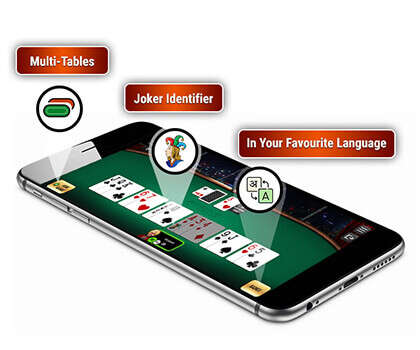 Multi-Tables
Joker Identifier
In Your Favourite Language
अ
A